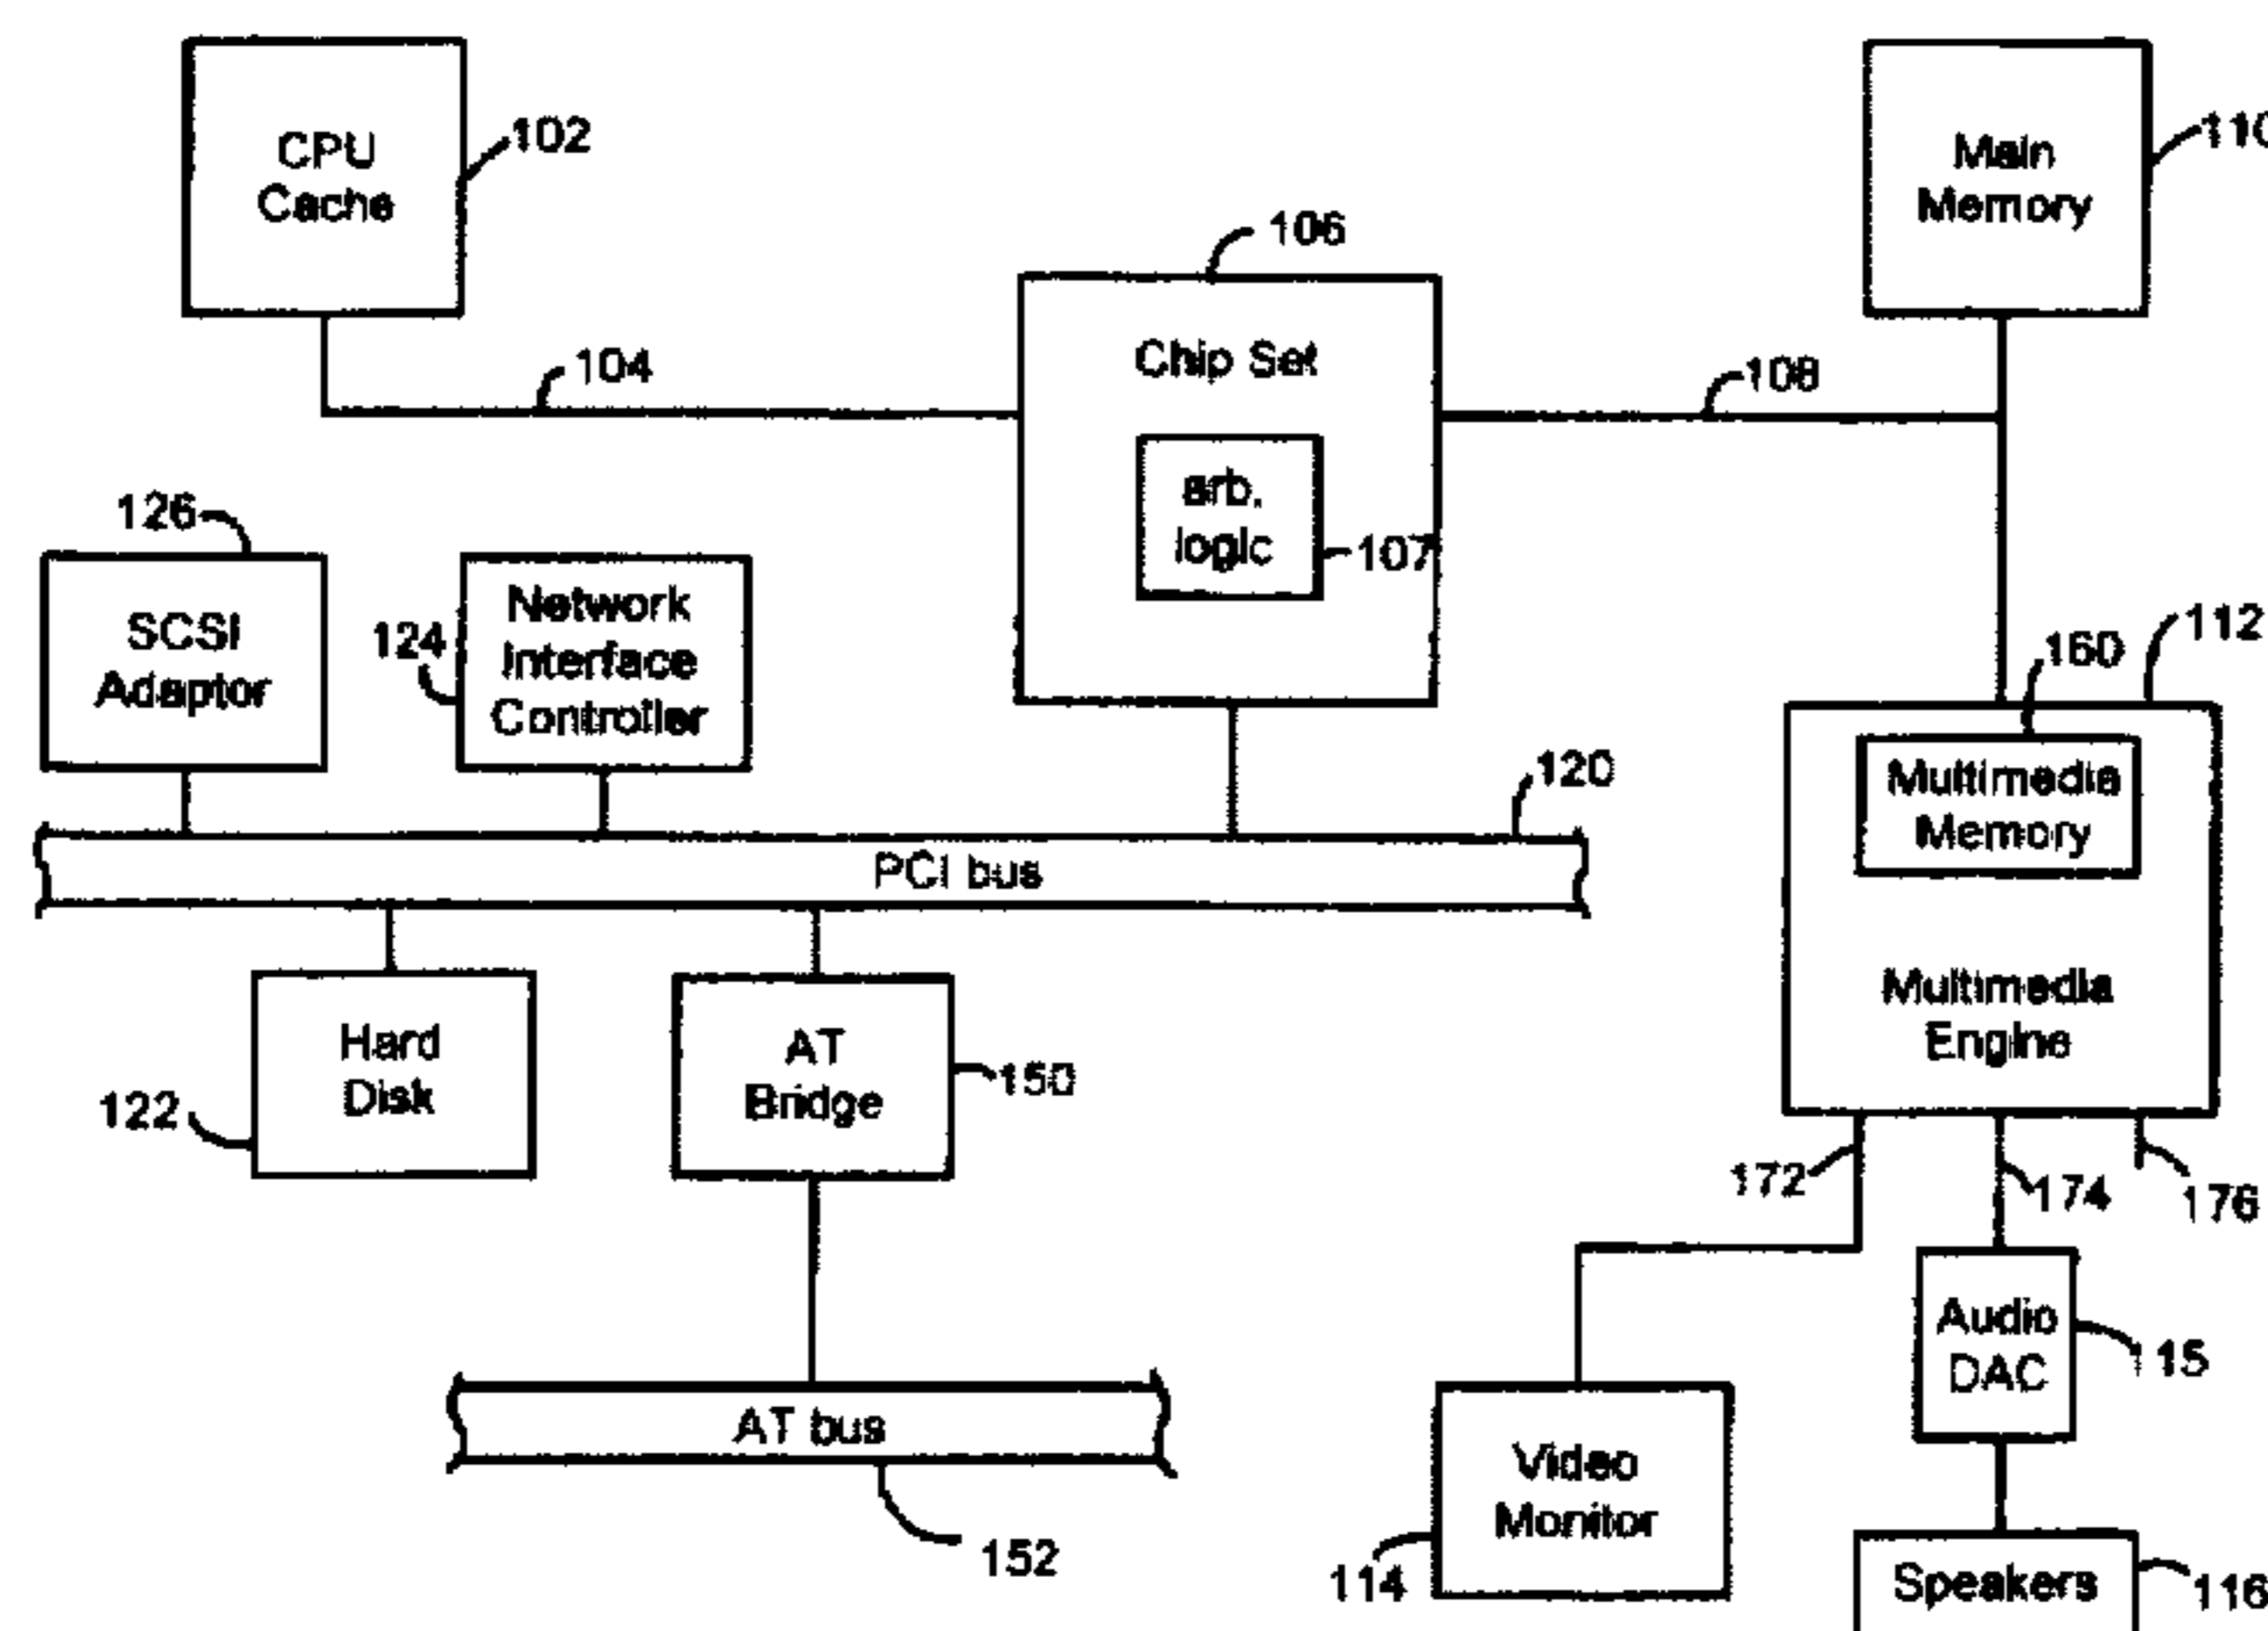 CPU
Cache
102
Main
Memory
110
106
Chip Set
104
108
arb.
logic
107
126
SCSI
Adaptor
124
Network
Interface
Controller
112
160
Multimedia
Memory
120
PCI bus
Multimedia
Engine
Hard
Disk
122
AT
Bridge
150
172
174
176
Audio
DAC
15
AT bus
152
Video
Monitor
114
Speakers
116